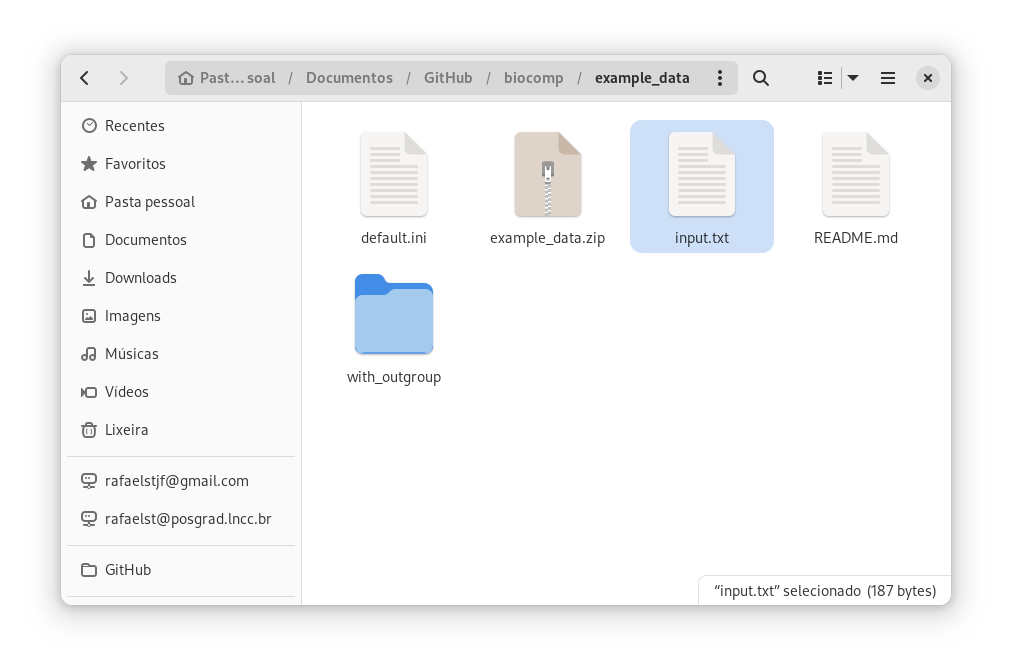 Past…soal / Documentos / GitHub / biocomp / example_data
Recentes
Favoritos
Pasta pessoal
Documentos
Downloads
Imagens
Músicas
Vídeos
Lixeira
rafaelstjf@gmail.com
rafaelst@posgrad.lncc.br
GitHub
default.ini
example_data.zip
input.txt
README.md
with_outgroup
“input.txt” selecionado (187 bytes)